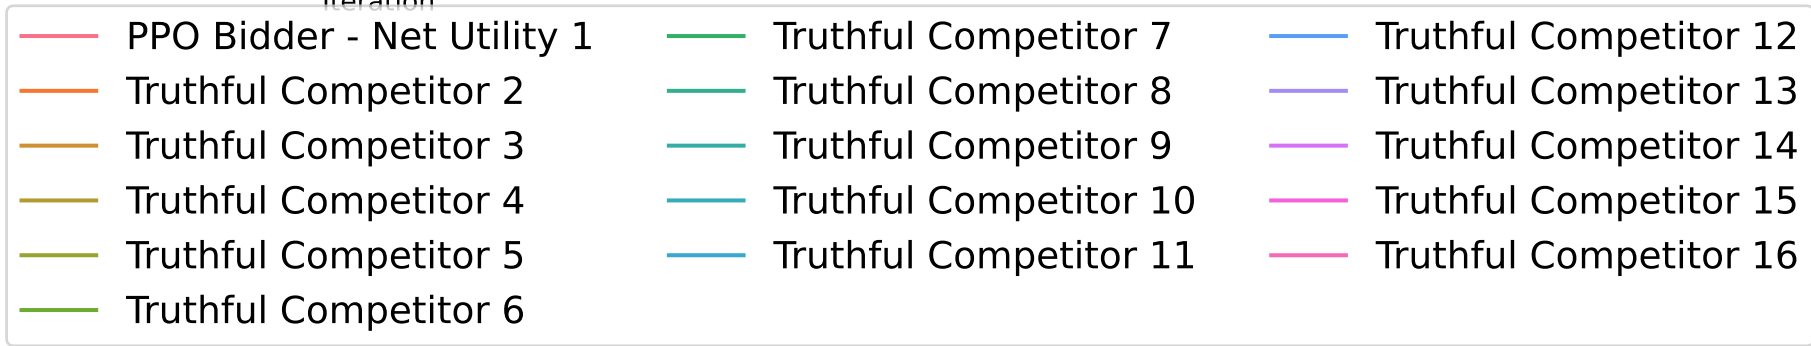 Iteration
PPO Bidder - Net Utility 1
Truthful Competitor 2
Truthful Competitor 3
Truthful Competitor 4
Truthful Competitor 5
Truthful Competitor 6
Truthful Competitor 7
Truthful Competitor 8
Truthful Competitor 9
Truthful Competitor 10
Truthful Competitor 11
Truthful Competitor 12
Truthful Competitor 13
Truthful Competitor 14
Truthful Competitor 15
Truthful Competitor 16